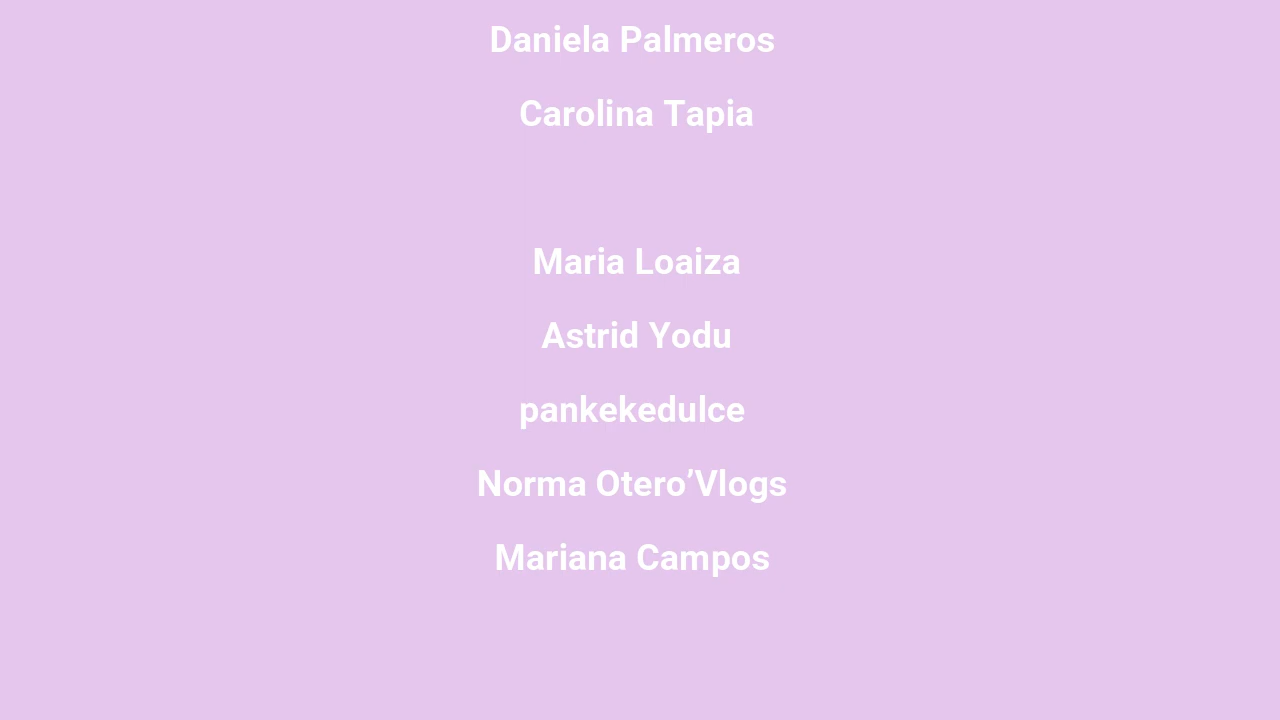 Daniela Palmeros
Carolina Tapia
Maria Loaiza
Astrid Yodu
pankekedulce
Norma Otero’Vlogs
Mariana Campos